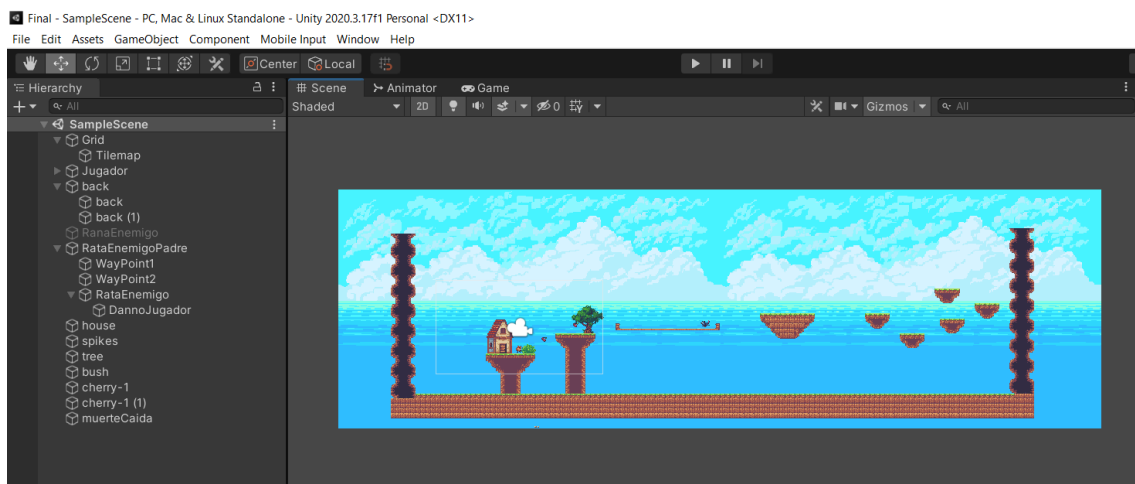 Final - SampleScene - PC, Mac & Linux Standalone - Unity 2020.3.17f1 Personal <DX11>
File Edit Assets GameObject Component Mobile Input Window Help
Center Local
Hierarchy
Scene Animator Game
All
Shaded 2D 0 Gizmos All
SampleScene
Grid
Tilemap
Jugador
back
back
back (1)
RanaEnemigo
RataEnemigoPadre
WayPoint1
WayPoint2
RataEnemigo
DannoJugador
house
spikes
tree
bush
cherry-1
cherry-1 (1)
muerteCaida